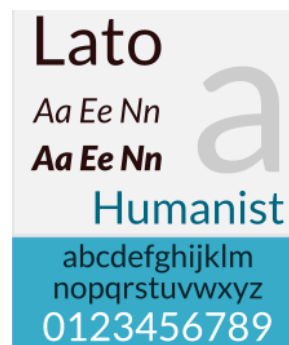 Lato
Aa Ee Nn
Aa Ee Nn
a
Humanist
abcdefghijklm
nopqrstuvwxyz
0123456789